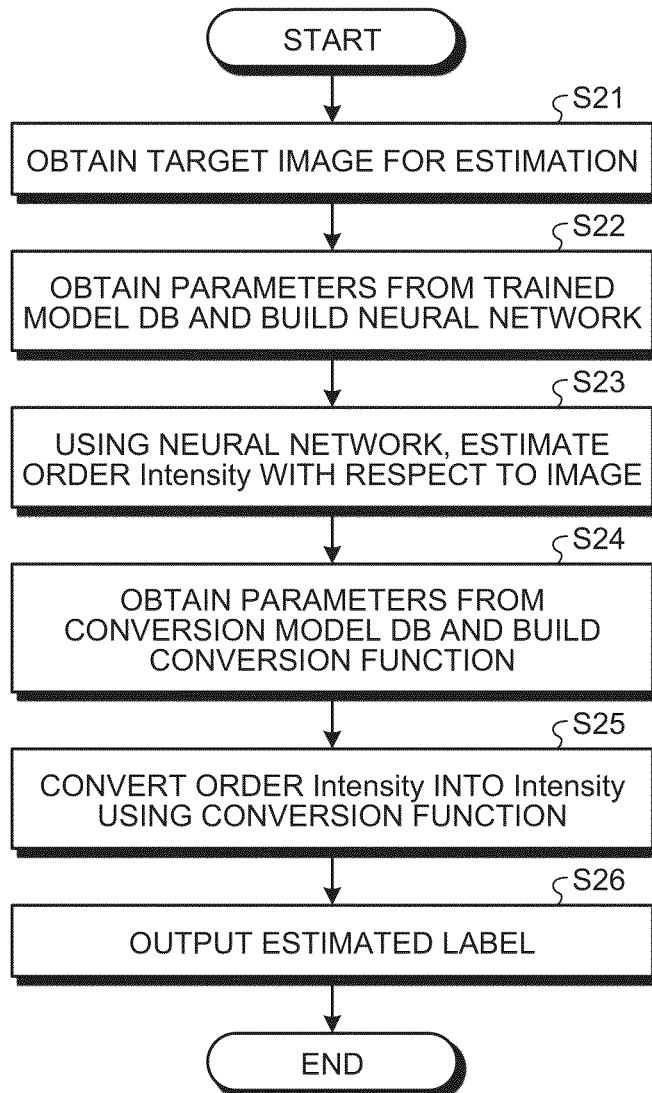 START
S21
OBTAIN TARGET IMAGE FOR ESTIMATION
S22
OBTAIN PARAMETERS FROM TRAINED
MODEL DB AND BUILD NEURAL NETWORK
S23
USING NEURAL NETWORK, ESTIMATE
ORDER Intensity WITH RESPECT TO IMAGE
S24
OBTAIN PARAMETERS FROM
CONVERSION MODEL DB AND BUILD
CONVERSION FUNCTION
S25
CONVERT ORDER Intensity INTO Intensity
USING CONVERSION FUNCTION
S26
OUTPUT ESTIMATED LABEL
END